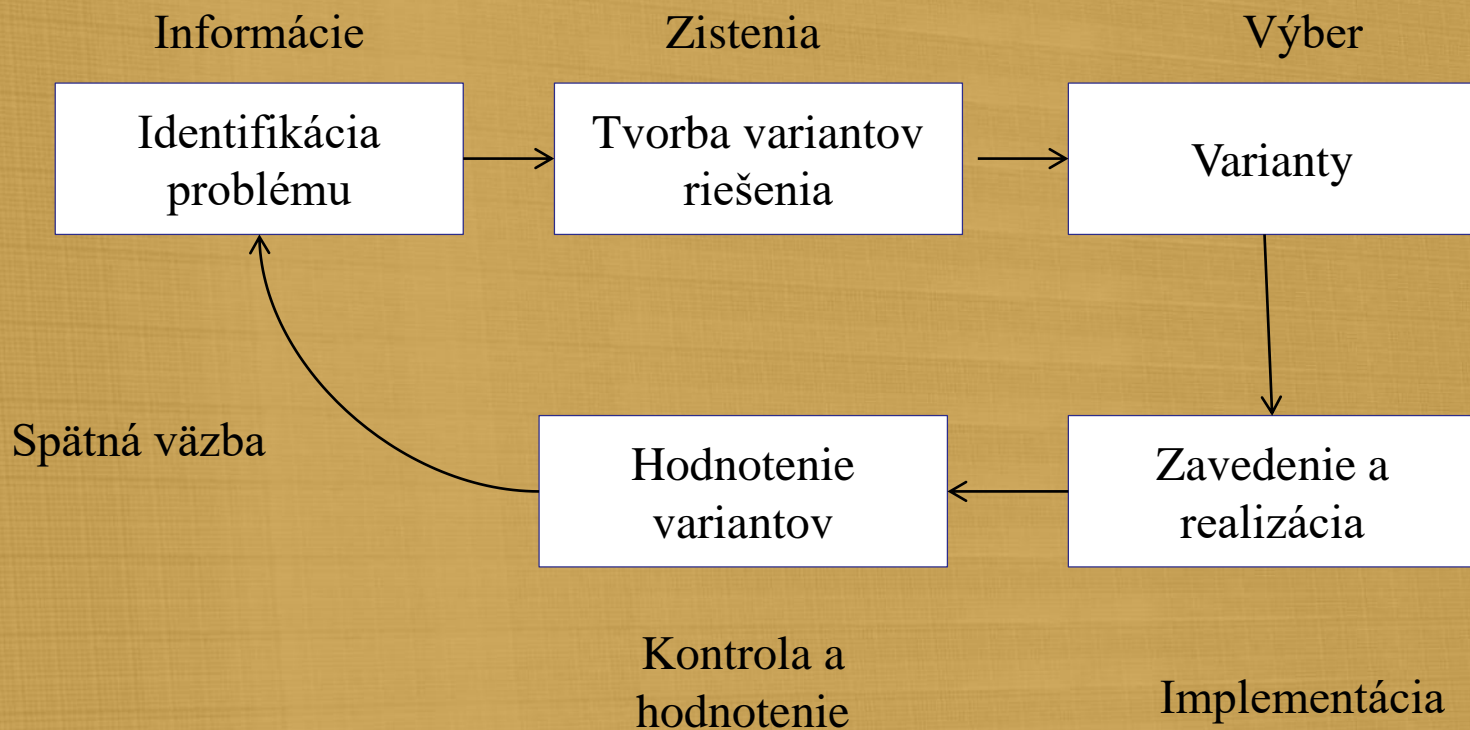 Informácie
Zistenia
Výber
Identifikácia
problému
Tvorba variantov
riešenia
Varianty
Spätná väzba
Hodnotenie
variantov
Zavedenie a
realizácia
Kontrola a
hodnotenie
Implementácia